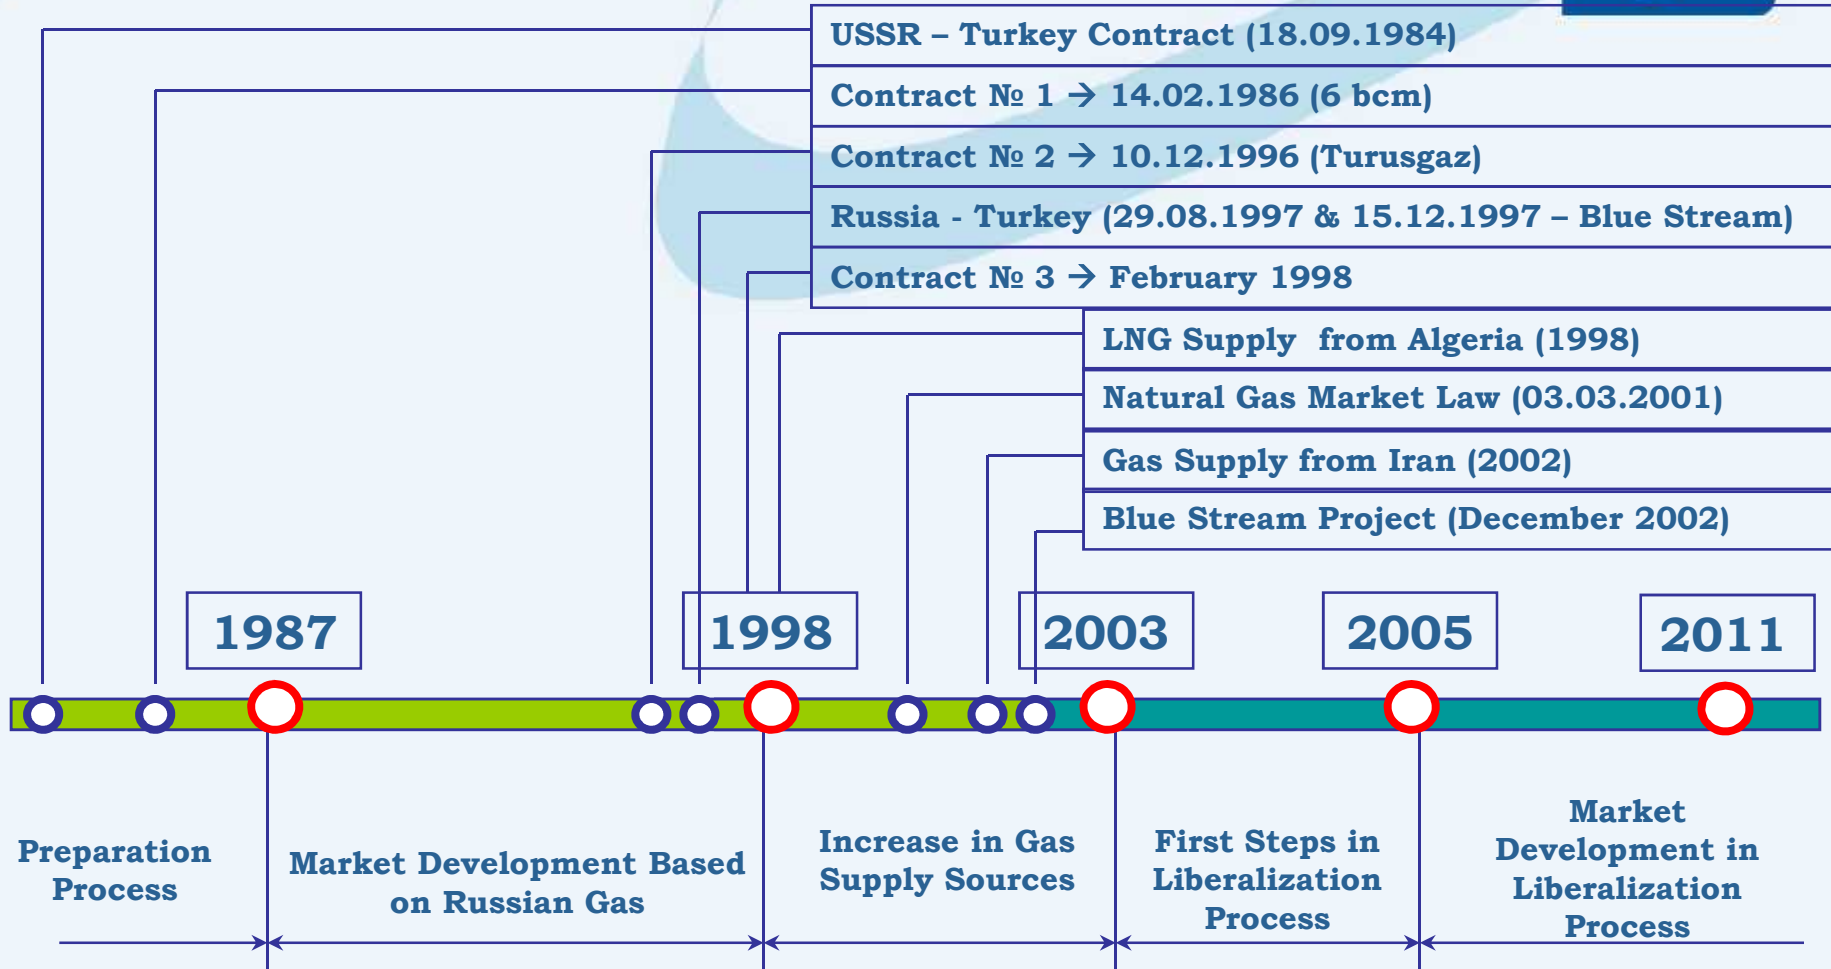 USSR – Turkey Contract (18.09.1984)
Contract № 1 → 14.02.1986 (6 bcm)
Contract № 2 → 10.12.1996 (Turusgaz)
Russia - Turkey (29.08.1997 & 15.12.1997 – Blue Stream)
Contract № 3 → February 1998
LNG Supply from Algeria (1998)
Natural Gas Market Law (03.03.2001)
Gas Supply from Iran (2002)
Blue Stream Project (December 2002)
1987
1998
2003
2005
2011
Preparation
Process
Market Development Based
on Russian Gas
Increase in Gas
Supply Sources
First Steps in
Liberalization
Process
Market
Development in
Liberalization
Process